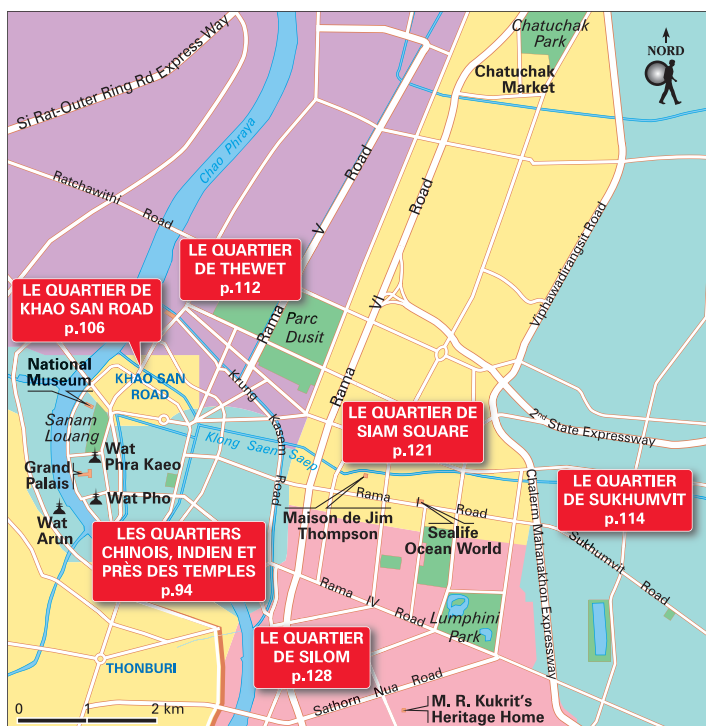 Chatuchak
Park
NORD
Chatuchak
Market
Si Rat-Outer Ring Rd Express Way
Chao Phraya
Ratchawithi Road
Rama V Road
Rama VI Road
Viphawadirangsit Road
LE QUARTIER
DE THEWET
p.112
LE QUARTIER DE
KHAO SAN ROAD
p.106
Parc
Dusit
National
Museum
KHAO SAN
ROAD
Krung Kasem Road
Sanam
Louang
LE QUARTIER DE
SIAM SQUARE
p.121
2nd State Expressway
Klong Saem Saep
Wat
Phra Kaeo
Grand
Palais
Wat Pho
Wat
Arun
LE QUARTIER
DE SUKHUMVIT
p.114
Rama I Road
Maison de Jim
Thompson
Sealife
Ocean World
Chalerm Mahanakhon Expressway
Sukhumvit Road
LES QUARTIERS
CHINOIS, INDIEN ET
PRÈS DES TEMPLES
p.94
Rama IV Road
Lumphini
Park
LE QUARTIER
DE SILOM
p.128
THONBURI
Sathorn Nua Road
M. R. Kukrit's
Heritage Home
0 1 2 km